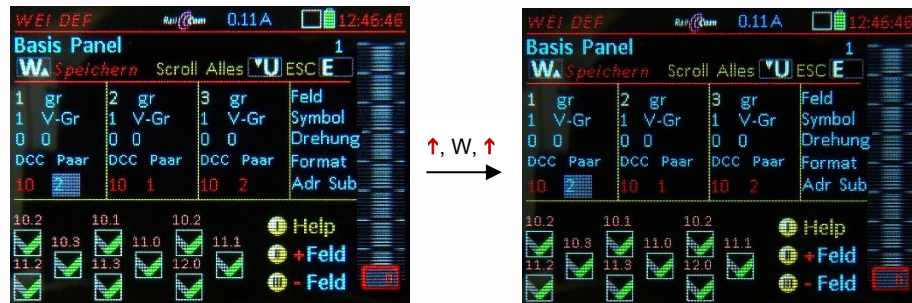 WEI DEF RailCom 0.11A 12:46:46
Basis Panel 1
W Speichern Scroll Alles U ESC E
1 gr 2 gr 3 gr Feld
1 V-Gr 1 V-Gr 1 V-Gr Symbol
0 0 0 0 0 0 Drehung
DCC Paar DCC Paar DCC Paar Format
10 2 10 1 10 2 Adr Sub
10.2 10.1 10.2
10.3 11.0 11.1
11.2 11.3 12.0
Help
+Feld
- Feld
↑, W, ↑
WEI DEF RailCom 0.11A 12:46:46
Basis Panel 1
W Speichern Scroll Alles U ESC E
1 gr 2 gr 3 gr Feld
1 V-Gr 1 V-Gr 1 V-Gr Symbol
0 0 0 0 0 0 Drehung
DCC Paar DCC Paar DCC Paar Format
10 2 10 1 10 2 Adr Sub
10.2 10.1 10.2
10.3 11.0 11.1
11.2 11.3 12.0
Help
+Feld
- Feld